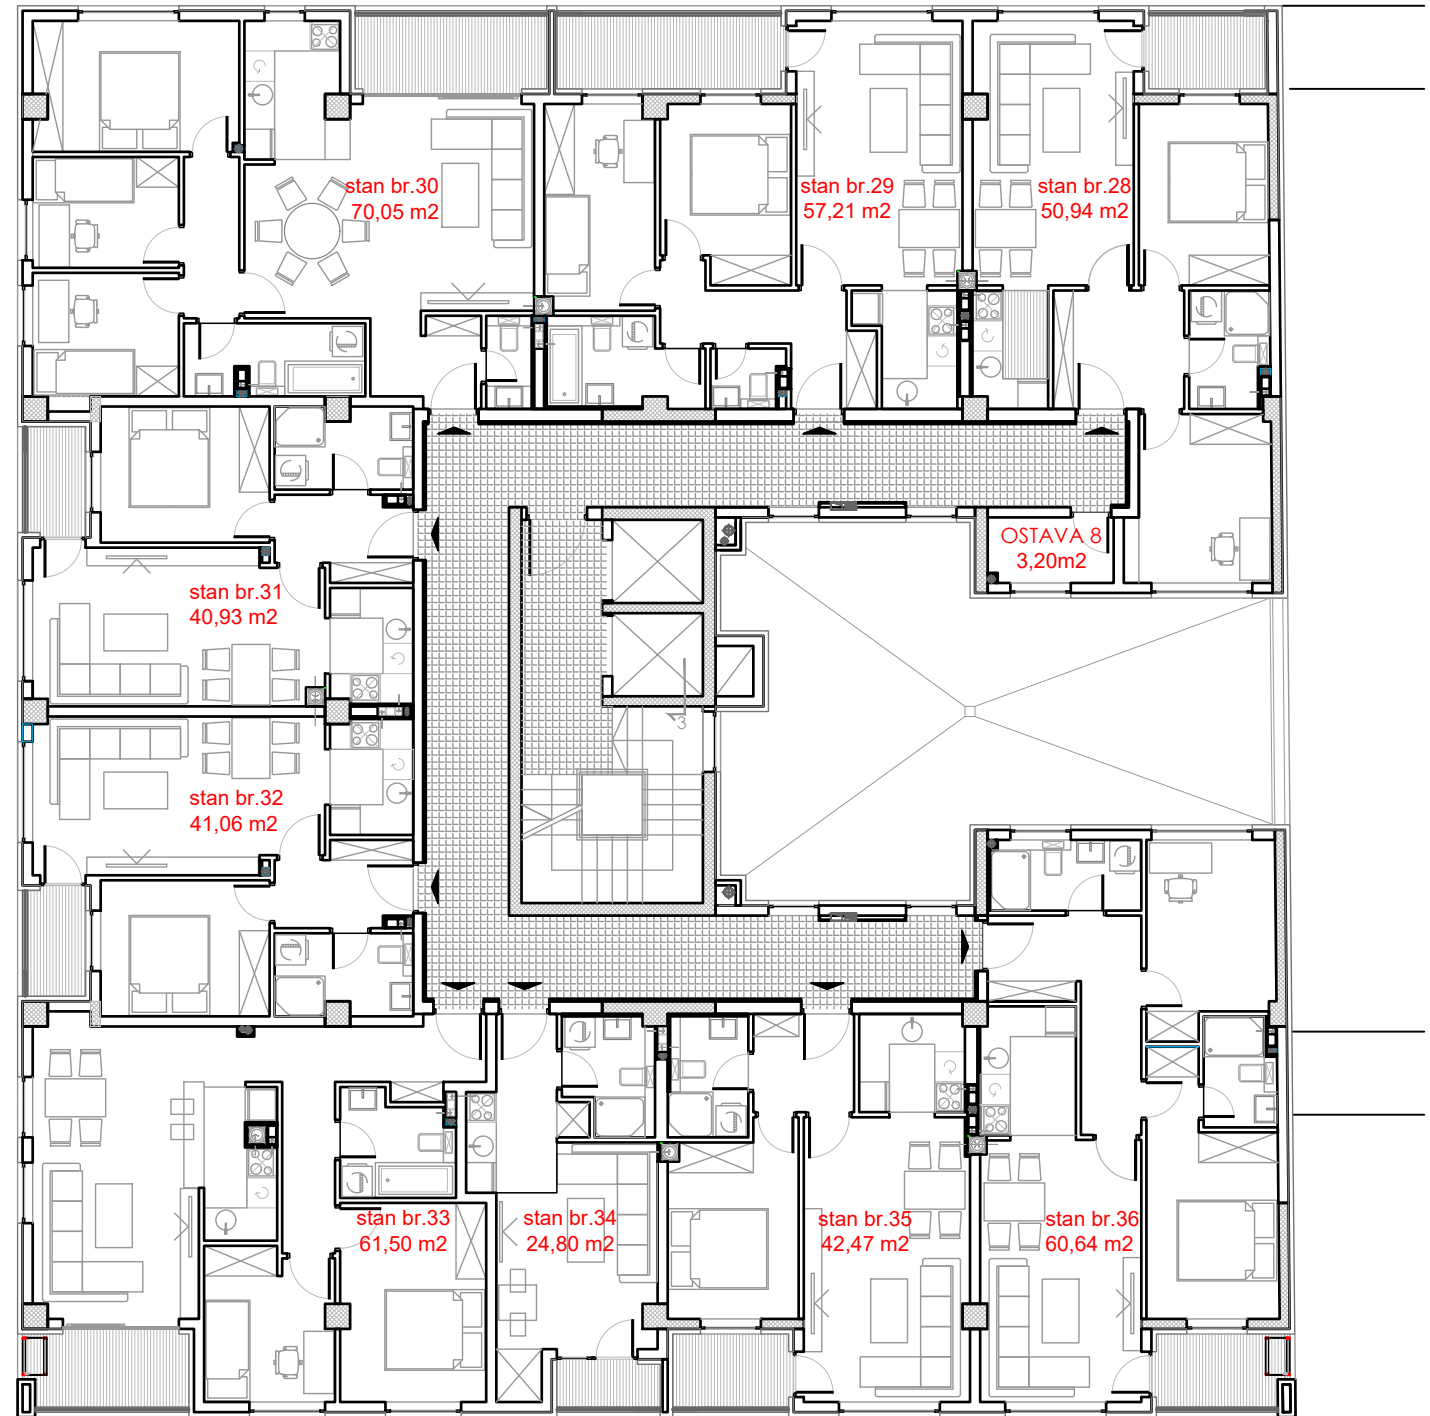 stan br.30
70,05 m2
stan br.29
57,21 m2
stan br.28
50,94 m2
OSTAVA 8
3,20m2
stan br.31
40,93 m2
3
stan br.32
41,06 m2
stan br.33
61,50 m2
stan br.34
24,80 m2
stan br.35
42,47 m2
stan br.36
60,64 m2